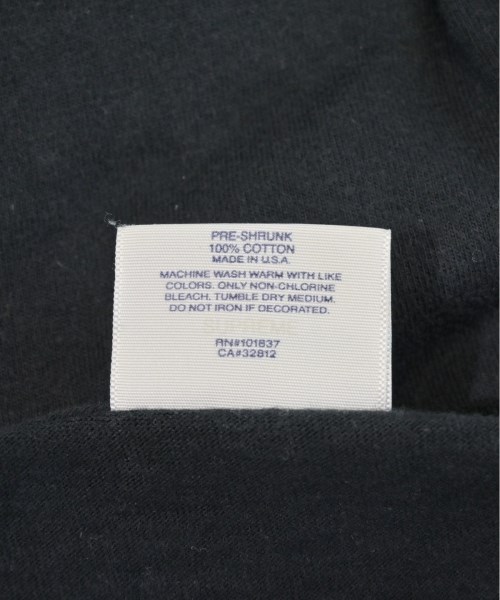 PRE-SHRUNK
100% COTTON
MADE IN U.S.A.
MACHINE WASH WARM WITH LIKE
COLORS. ONLY NON-CHLORINE
BLEACH. TUMBLE DRY MEDIUM.
DO NOT IRON IF DECORATED.
SUPREME
RN#101837
CA#32812